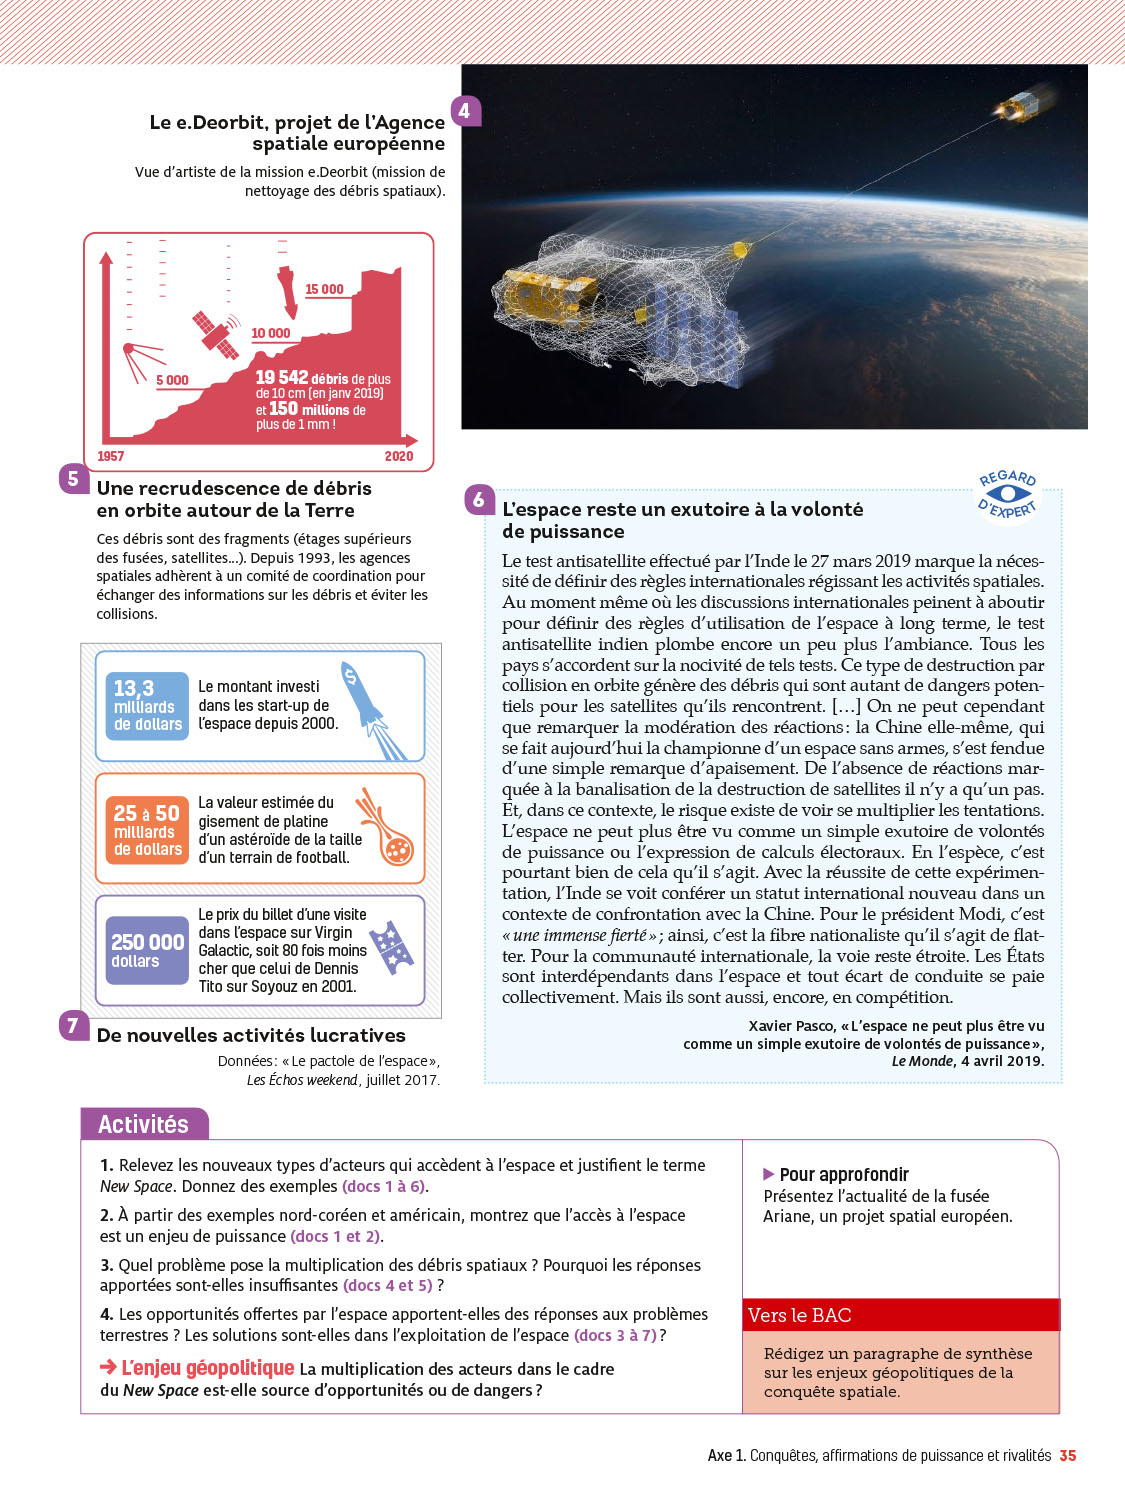 4
Le e.Deorbit, projet de l’Agence
spatiale européenne
Vue d’artiste de la mission e.Deorbit (mission de
nettoyage des débris spatiaux).
15 000
10 000
5 000
19 542 débris de plus
de 10 cm (en janv 2019)
et 150 millions de
plus de 1 mm !
1957
2020
5
Une recrudescence de débris
en orbite autour de la Terre
Ces débris sont des fragments (étages supérieurs
des fusées, satellites...). Depuis 1993, les agences
spatiales adhèrent à un comité de coordination pour
échanger des informations sur les débris et éviter les
collisions.
13,3
milliards
de dollars
Le montant investi
dans les start-up de
l’espace depuis 2000.
$
25 à 50
milliards
de dollars
La valeur estimée du
gisement de platine
d’un astéroïde de la taille
d’un terrain de football.
250 000
dollars
Le prix du billet d’une visite
dans l’espace sur Virgin
Galactic, soit 80 fois moins
cher que celui de Dennis
Tito sur Soyouz en 2001.
7
De nouvelles activités lucratives
Données : « Le pactole de l’espace »,
Les Échos weekend, juillet 2017.
REGARD
D’EXPERT
6
L’espace reste un exutoire à la volonté
de puissance
Le test antisatellite effectué par l’Inde le 27 mars 2019 marque la néces-
sité de définir des règles internationales régissant les activités spatiales.
Au moment même où les discussions internationales peinent à aboutir
pour définir des règles d’utilisation de l’espace à long terme, le test
antisatellite indien plombe encore un peu plus l’ambiance. Tous les
pays s’accordent sur la nocivité de tels tests. Ce type de destruction par
collision en orbite génère des débris qui sont autant de dangers poten-
tiels pour les satellites qu’ils rencontrent. […] On ne peut cependant
que remarquer la modération des réactions : la Chine elle-même, qui
se fait aujourd’hui la championne d’un espace sans armes, s’est fendue
d’une simple remarque d’apaisement. De l’absence de réactions mar-
quée à la banalisation de la destruction de satellites il n’y a qu’un pas.
Et, dans ce contexte, le risque existe de voir se multiplier les tentations.
L’espace ne peut plus être vu comme un simple exutoire de volontés
de puissance ou l’expression de calculs électoraux. En l’espèce, c’est
pourtant bien de cela qu’il s’agit. Avec la réussite de cette expérimen-
tation, l’Inde se voit conférer un statut international nouveau dans un
contexte de confrontation avec la Chine. Pour le président Modi, c’est
« une immense fierté » ; ainsi, c’est la fibre nationaliste qu’il s’agit de flat-
ter. Pour la communauté internationale, la voie reste étroite. Les États
sont interdépendants dans l’espace et tout écart de conduite se paie
collectivement. Mais ils sont aussi, encore, en compétition.
Xavier Pasco, « L’espace ne peut plus être vu
comme un simple exutoire de volontés de puissance »,
Le Monde, 4 avril 2019.
Activités
1. Relevez les nouveaux types d’acteurs qui accèdent à l’espace et justifient le terme
New Space. Donnez des exemples (docs 1 à 6).
2. À partir des exemples nord-coréen et américain, montrez que l’accès à l’espace
est un enjeu de puissance (docs 1 et 2).
3. Quel problème pose la multiplication des débris spatiaux ? Pourquoi les réponses
apportées sont-elles insuffisantes (docs 4 et 5) ?
4. Les opportunités offertes par l’espace apportent-elles des réponses aux problèmes
terrestres ? Les solutions sont-elles dans l’exploitation de l’espace (docs 3 à 7) ?
→ L’enjeu géopolitique La multiplication des acteurs dans le cadre
du New Space est-elle source d’opportunités ou de dangers ?
► Pour approfondir
Présentez l’actualité de la fusée
Ariane, un projet spatial européen.
Vers le BAC
Rédigez un paragraphe de synthèse
sur les enjeux géopolitiques de la
conquête spatiale.
Axe 1. Conquêtes, affirmations de puissance et rivalités 35